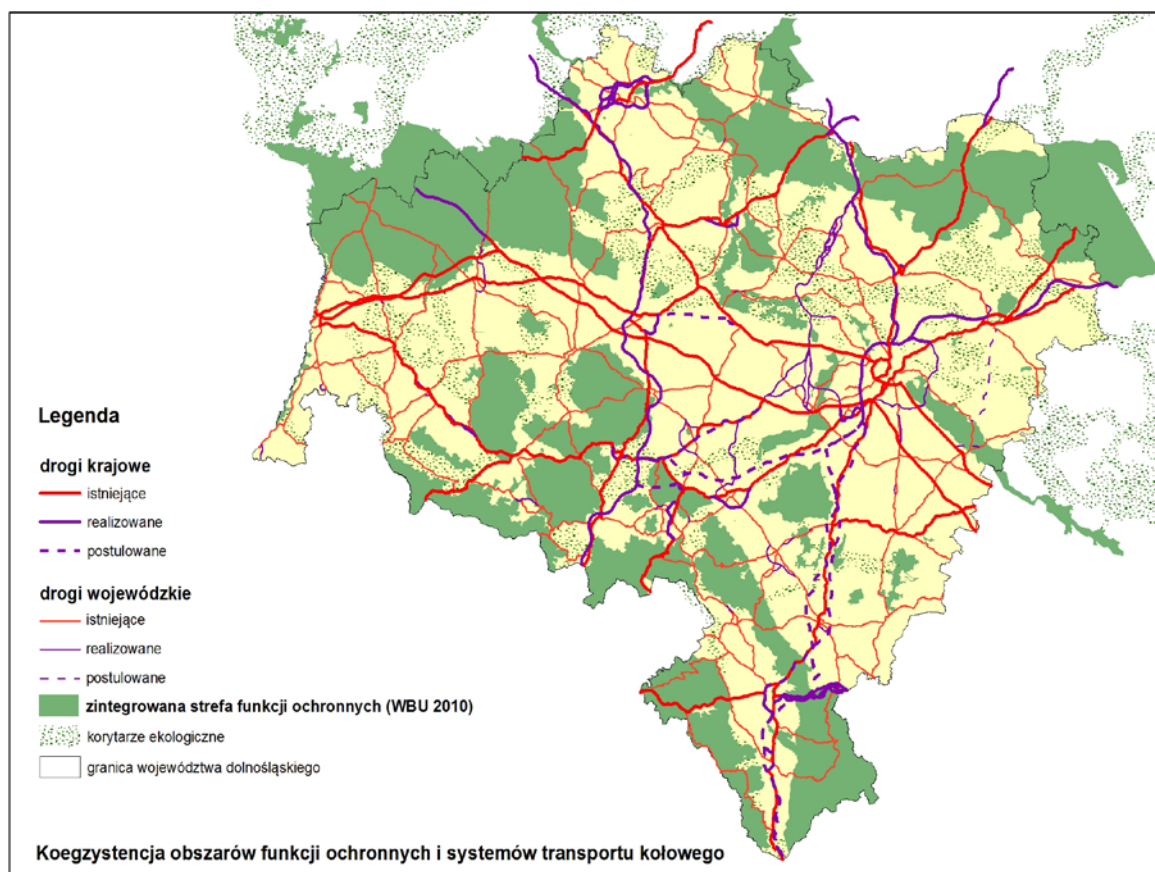 Legenda
drogi krajowe
istniejące
realizowane
postulowane
drogi wojewódzkie
istniejące
realizowane
postulowane
zintegrowana strefa funkcji ochronnych (WBU 2010)
korytarze ekologiczne
granica województwa dolnośląskiego
Koegzystencja obszarów funkcji ochronnych i systemów transportu kołowego